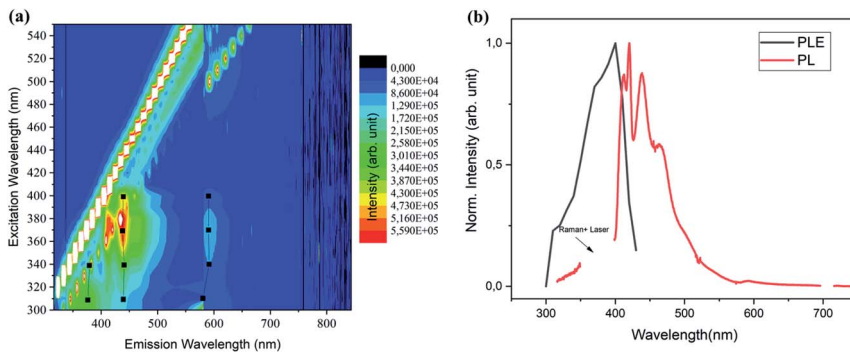 (a)
540
520
500
480
460
440
420
400
380
360
340
320
300
Excitation Wavelength (nm)
400
500
600
700
800
Emission Wavelength (nm)
Intensity (arb. unit)
0,000
4,300E+04
8,600E+04
1,290E+05
1,720E+05
2,150E+05
2,580E+05
3,010E+05
3,440E+05
3,870E+05
4,300E+05
4,730E+05
5,160E+05
5,590E+05
(b)
1,0
0,5
0,0
Norm. Intensity (arb. unit)
PLE
PL
Raman+ Laser
300
400
500
600
700
Wavelength(nm)